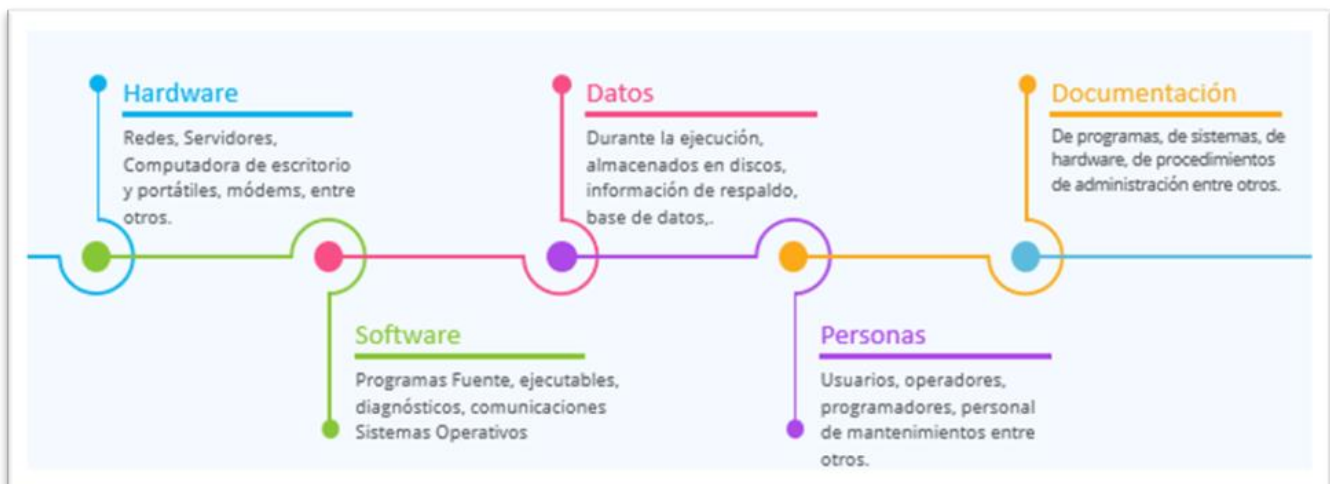 Hardware
Redes, Servidores,
Computadora de escritorio
y portátiles, módems, entre
otros.
Software
Programas Fuente, ejecutables,
diagnósticos, comunicaciones
Sistemas Operativos
Datos
Durante la ejecución,
almacenados en discos,
información de respaldo,
base de datos,.
Personas
Usuarios, operadores,
programadores, personal
de mantenimientos entre
otros.
Documentación
De programas, de sistemas, de
hardware, de procedimientos
de administración entre otros.